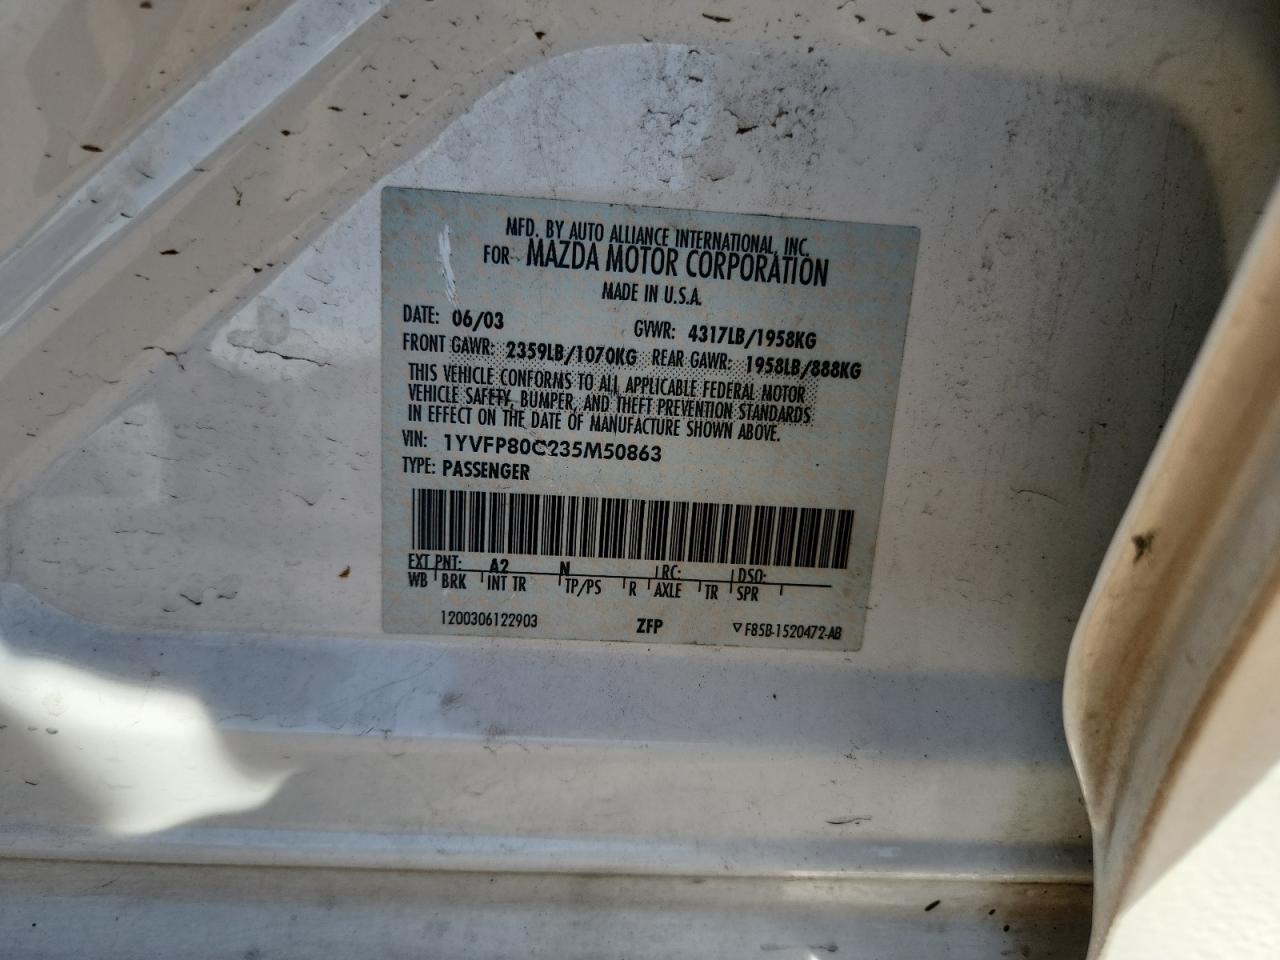 MFD. BY AUTO ALLIANCE INTERNATIONAL, INC.
FOR MAZDA MOTOR CORPORATION
MADE IN U.S.A.
DATE: 06/03 GVWR: 4317LB/1958KG
FRONT GAWR: 2359LB/1070KG REAR GAWR: 1958LB/888KG
THIS VEHICLE CONFORMS TO ALL APPLICABLE FEDERAL MOTOR
VEHICLE SAFETY, BUMPER, AND THEFT PREVENTION STANDARDS
IN EFFECT ON THE DATE OF MANUFACTURE SHOWN ABOVE.
VIN: 1YVFP80C235M50863
TYPE: PASSENGER
EXT PNT: A2 N RC: DSO:
WB BRK INT TR TP/PS R AXLE TR SPR
1200306122903 ZFP ▽ F85B-1520472-AB